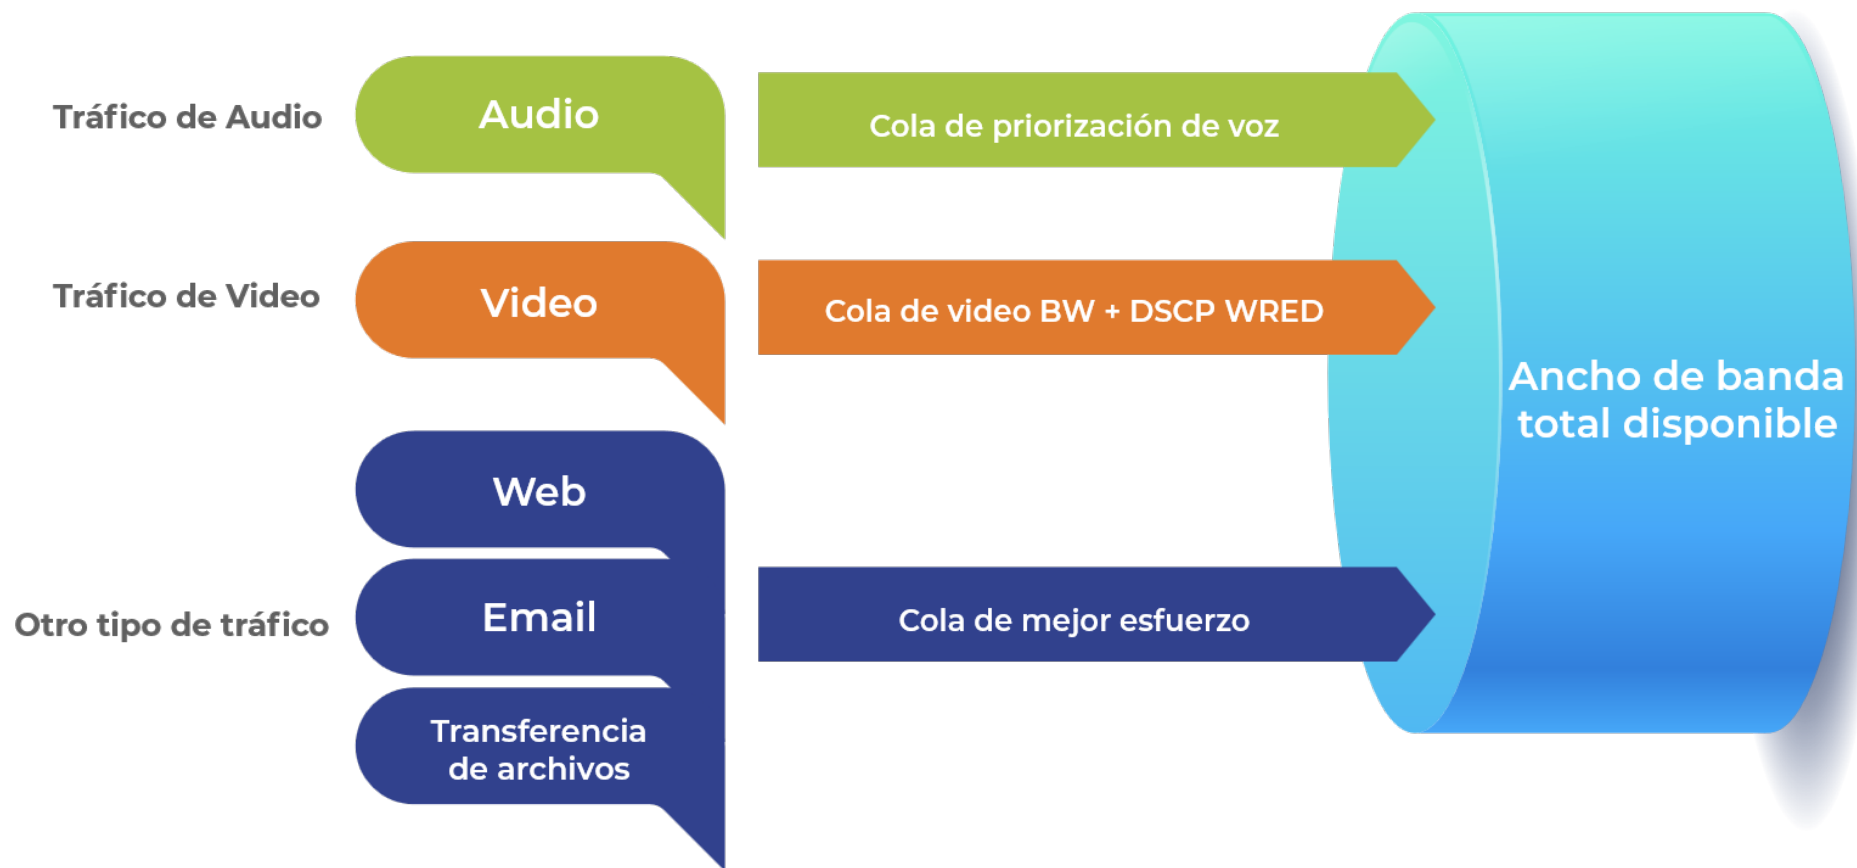 Tráfico de Audio
Audio
Cola de priorización de voz
Tráfico de Video
Video
Cola de video BW + DSCP WRED
Ancho de banda
total disponible
Web
Otro tipo de tráfico
Email
Cola de mejor esfuerzo
Transferencia
de archivos